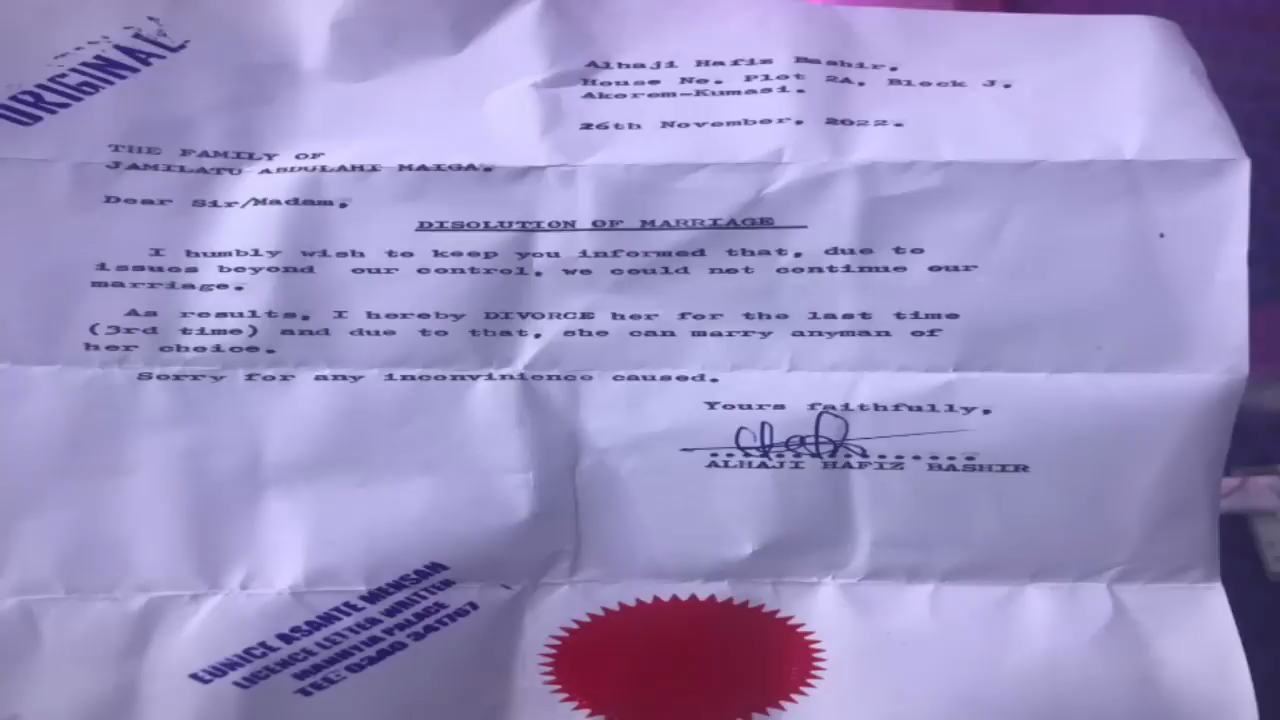 ORIGINAL
Alhaji Hafiz Bashir,
House No. Plot 2A, Block J,
Akorem-Kumasi.
26th November, 2022.
THE FAMILY OF
JAMILATU ABDULAHI MAIGA.
Dear Sir/Madam,
DISOLUTION OF MARRIAGE
I humbly wish to keep you informed that, due to
issues beyond our control, we could not continue our
marriage.
As results, I hereby DIVORCE her for the last time
(3rd time) and due to that, she can marry anyman of
her choice.
Sorry for any inconvinience caused.
Yours faithfully,
ALHAJI HAFIZ BASHIR
EUNICE ASANTE MENSAH
LICENCE LETTER WRITTER
MANHYIA PALACE
TEL: